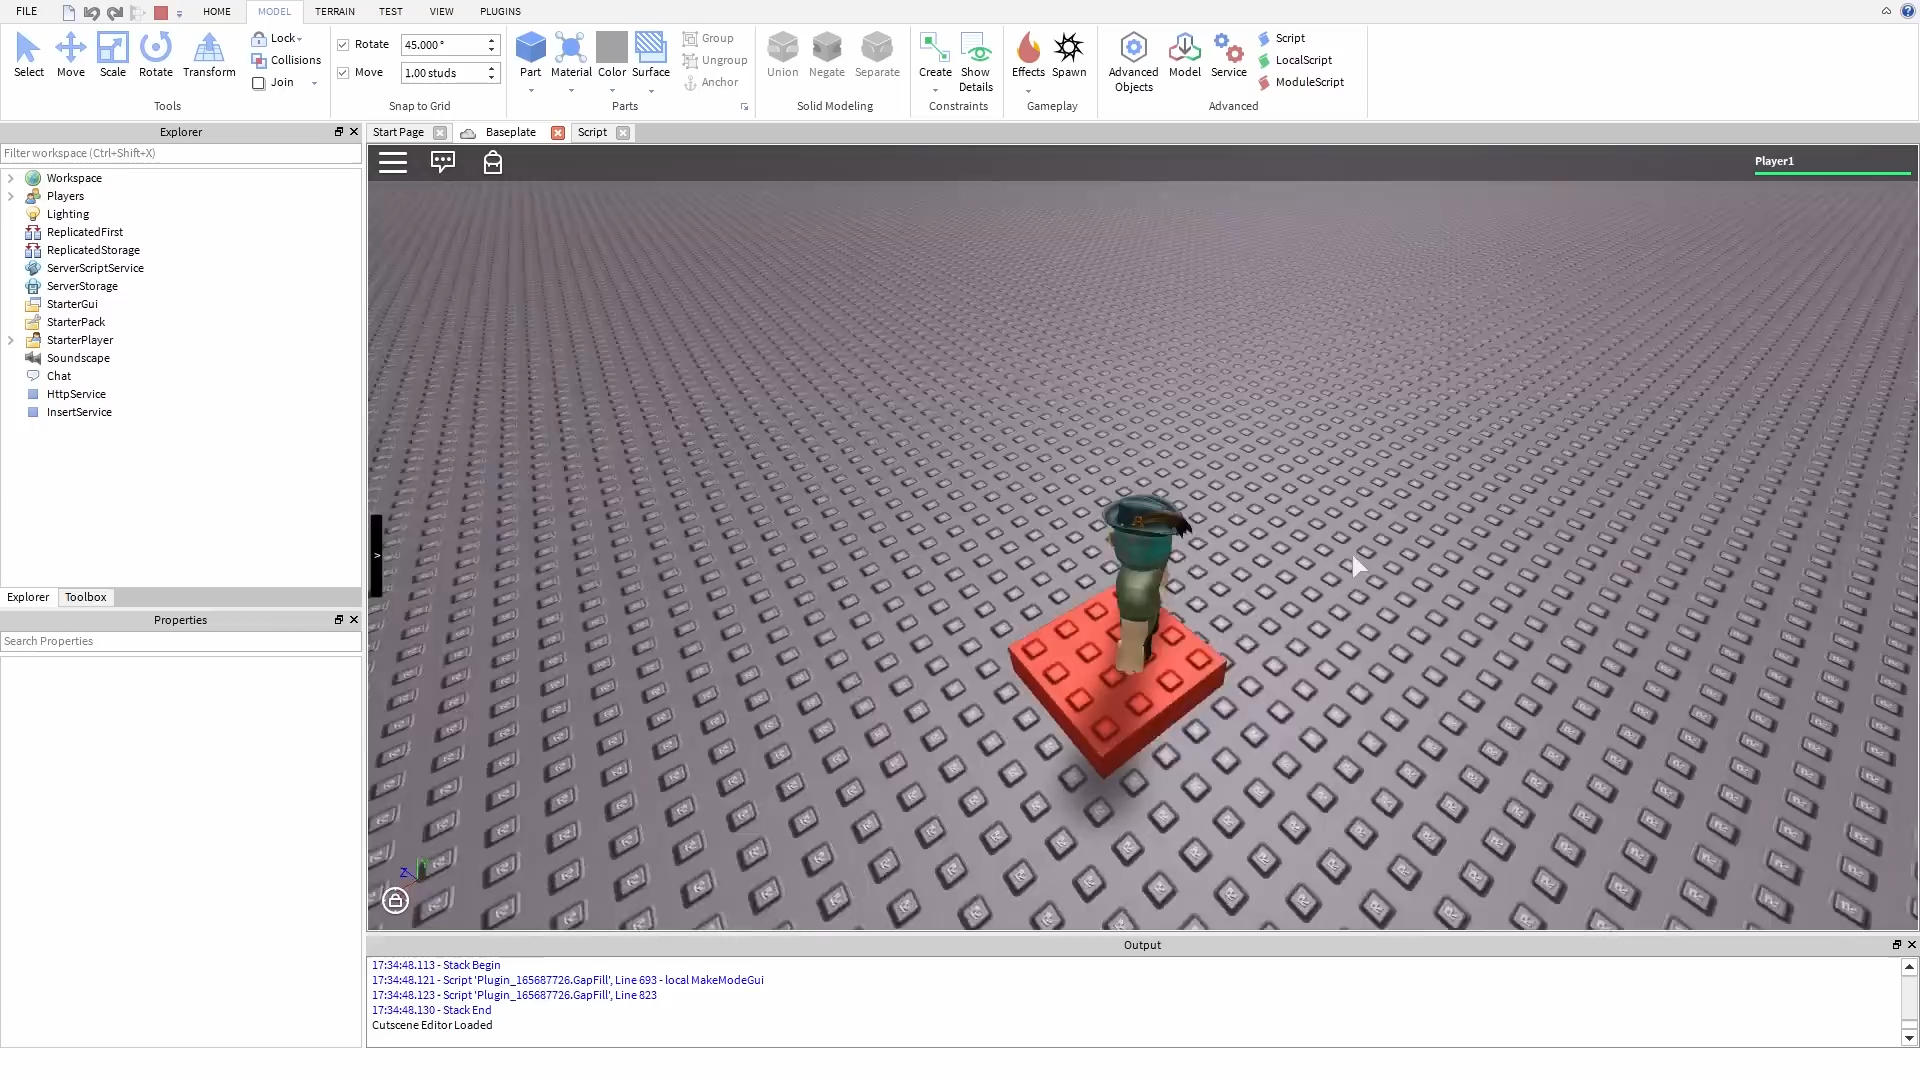 FILE HOME MODEL TERRAIN TEST VIEW PLUGINS
Select Move Scale Rotate Transform
Lock
Collisions
Join
Tools
Rotate 45.000 °
Move 1.00 studs
Snap to Grid
Part Material Color Surface
Group
Ungroup
Anchor
Parts
Union Negate Separate
Solid Modeling
Create Show Details
Constraints
Effects Spawn
Gameplay
Advanced Objects Model Service
Script
LocalScript
ModuleScript
Advanced
Explorer
Start Page Baseplate Script
Filter workspace (Ctrl+Shift+X)
Player1
Workspace
Players
Lighting
ReplicatedFirst
ReplicatedStorage
ServerScriptService
ServerStorage
StarterGui
StarterPack
StarterPlayer
Soundscape
Chat
HttpService
InsertService
>
Explorer Toolbox
Properties
Search Properties
Z
Output
17:34:48.113 - Stack Begin
17:34:48.121 - Script 'Plugin_165687726.GapFill', Line 693 - local MakeModeGui
17:34:48.123 - Script 'Plugin_165687726.GapFill', Line 823
17:34:48.130 - Stack End
Cutscene Editor Loaded